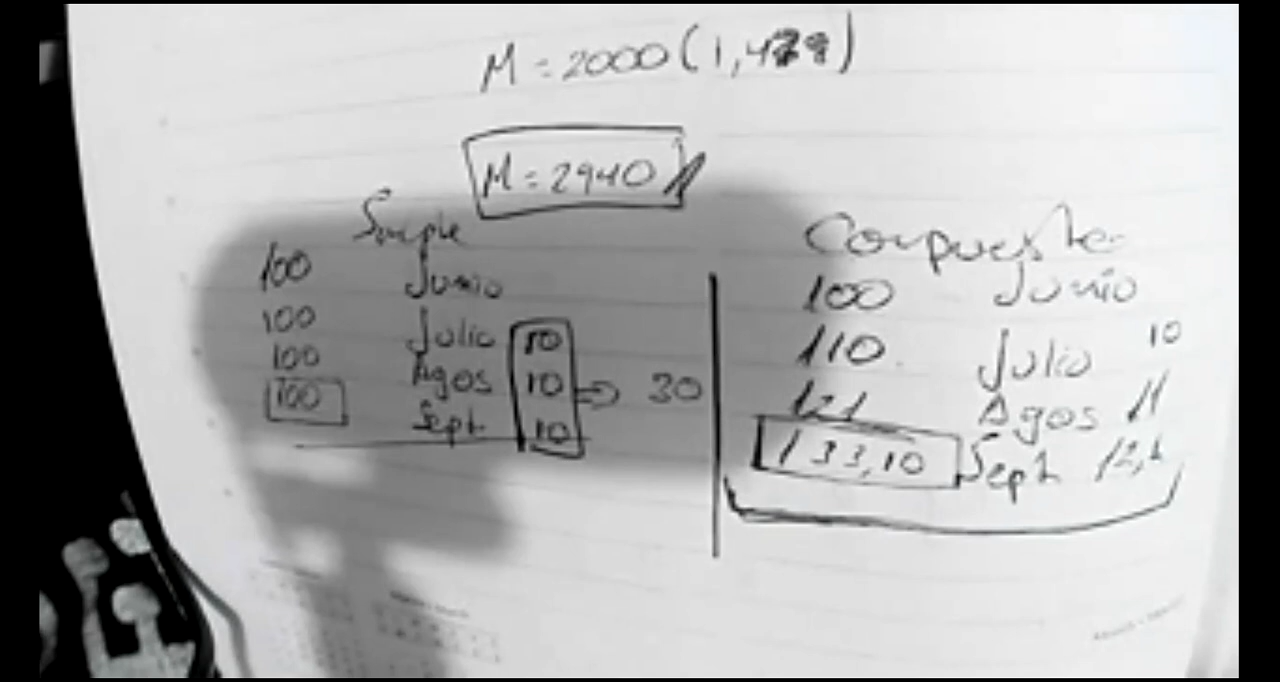 M = 2000 (1,479)
M = 2940
Simple
100 Junio
100 Julio 10
100 Agos 10 ⇒ 30
100 Sept 10
Compuesto
100 Junio
110 Julio 10
121 Agos 11
133,10 Sept 12,1